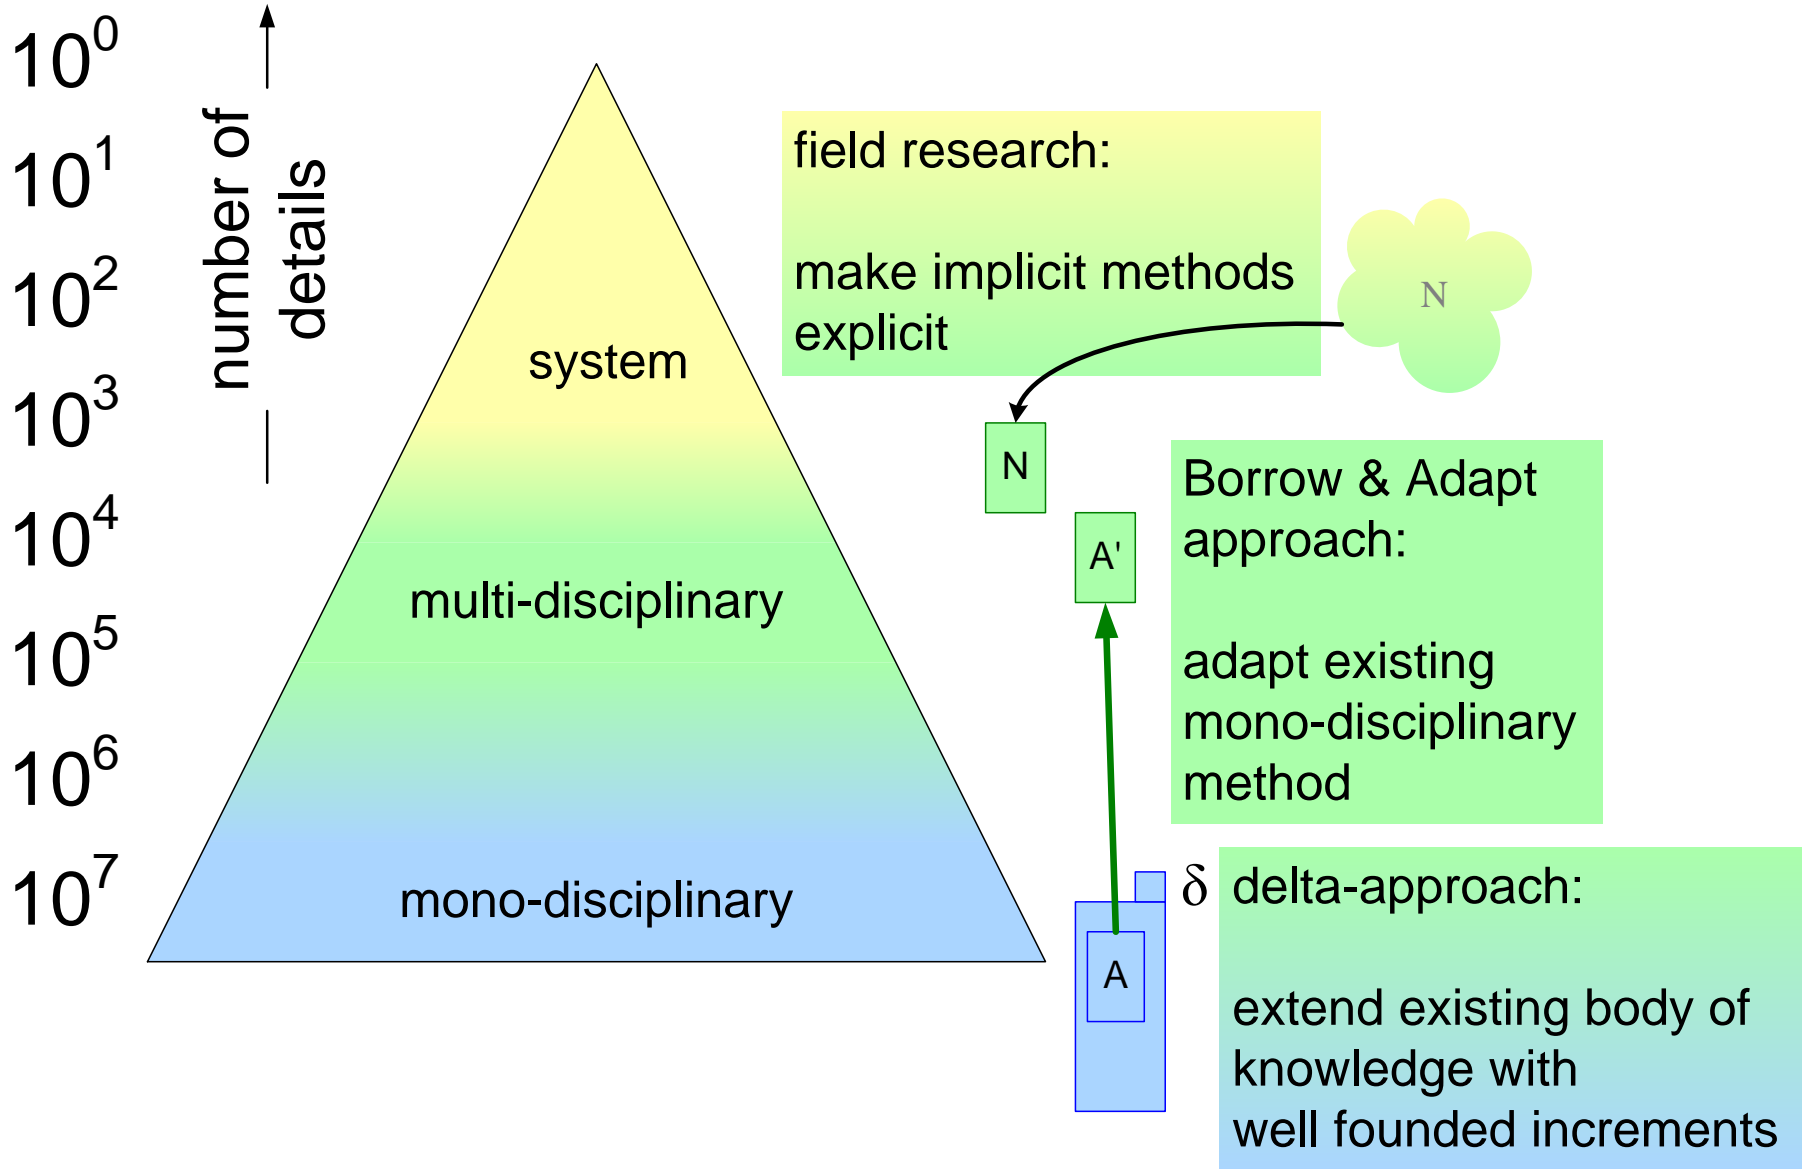 10^0
10^1
10^2
10^3
10^4
10^5
10^6
10^7
number of
details
system
multi-disciplinary
mono-disciplinary
field research:
make implicit methods
explicit
N
N
A'
Borrow & Adapt
approach:
adapt existing
mono-disciplinary
method
A
δ
delta-approach:
extend existing body of
knowledge with
well founded increments